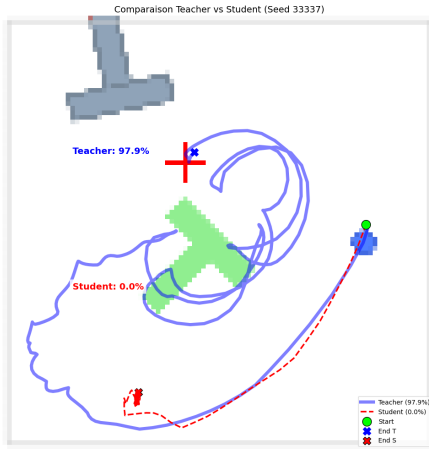 Comparaison Teacher vs Student (Seed 33337)
Teacher: 97.9%
Student: 0.0%
Teacher (97.9%)
Student (0.0%)
Start
End T
End S